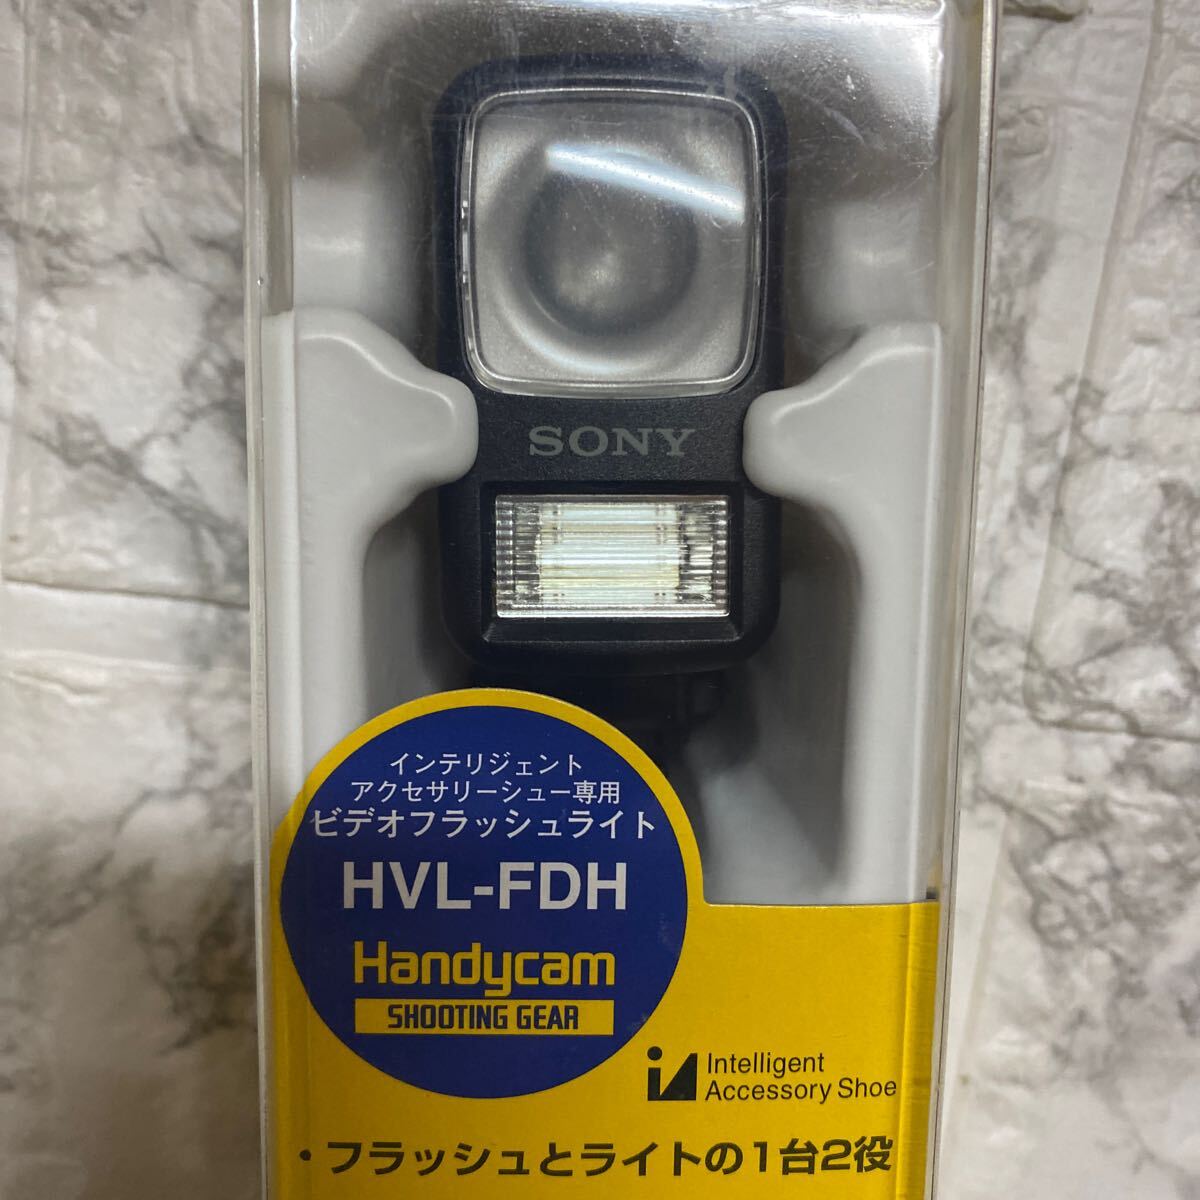 SONY
インテリジェント
アクセサリーシュー専用
ビデオフラッシュライト
HVL-FDH
Handycam
SHOOTING GEAR
Intelligent
Accessory Shoe
・フラッシュとライトの1台2役